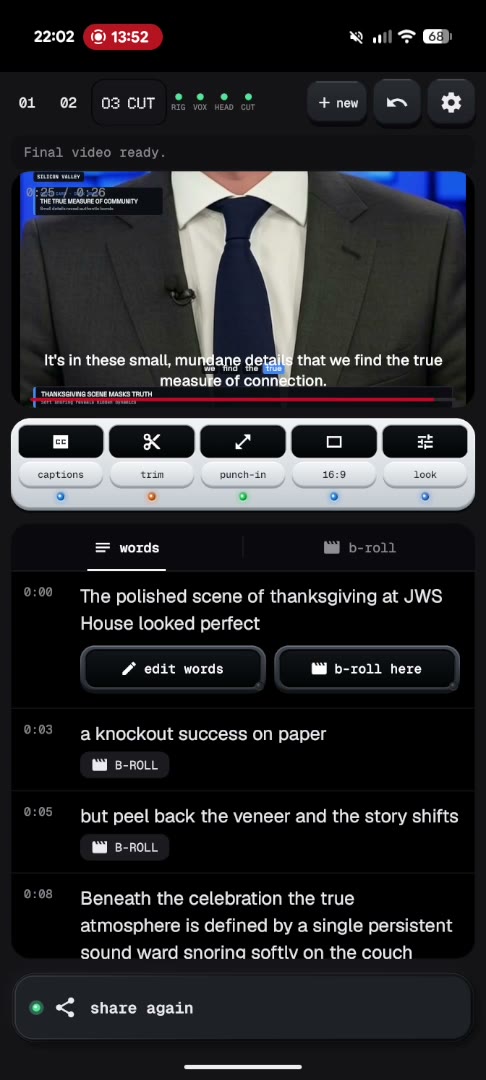 22:02
13:52
68
01 02 03 CUT
RIG VOX HEAD CUT
+ new
Final video ready.
SILICON VALLEY
0:25 / 0:26
THE TRUE MEASURE OF COMMUNITY
It's in these small, mundane details that we find the true
we find the true
measure of connection.
THANKSGIVING SCENE MASKS TRUTH
CC
captions trim punch-in 16:9 look
words b-roll
0:00
The polished scene of thanksgiving at JWS
House looked perfect
edit words b-roll here
0:03
a knockout success on paper
B-ROLL
0:05
but peel back the veneer and the story shifts
B-ROLL
0:08
Beneath the celebration the true
atmosphere is defined by a single persistent
sound ward snoring softly on the couch
share again